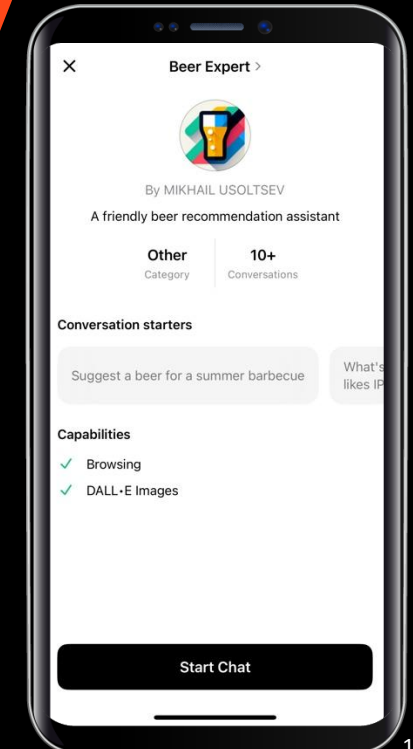 Beer Expert >
By MIKHAIL USOLTSEV
A friendly beer recommendation assistant
Other
Category
10+
Conversations
Conversation starters
Suggest a beer for a summer barbecue
What's
likes IP
Capabilities
Browsing
DALL·E Images
Start Chat
1